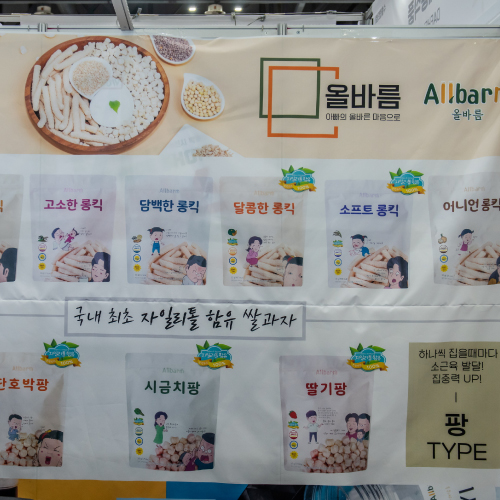 올바름
아빠의 올바른 마음으로
Allbarm
올바름
고소한 롱킥
담백한 롱킥
달콤한 롱킥
소프트 롱킥
어니언 롱킥
국내 최초 자일리톨 함유 쌀과자
단호박팡
시금치팡
딸기팡
하나씩 집을때마다
소근육 발달!
집중력 UP!
팡
TYPE